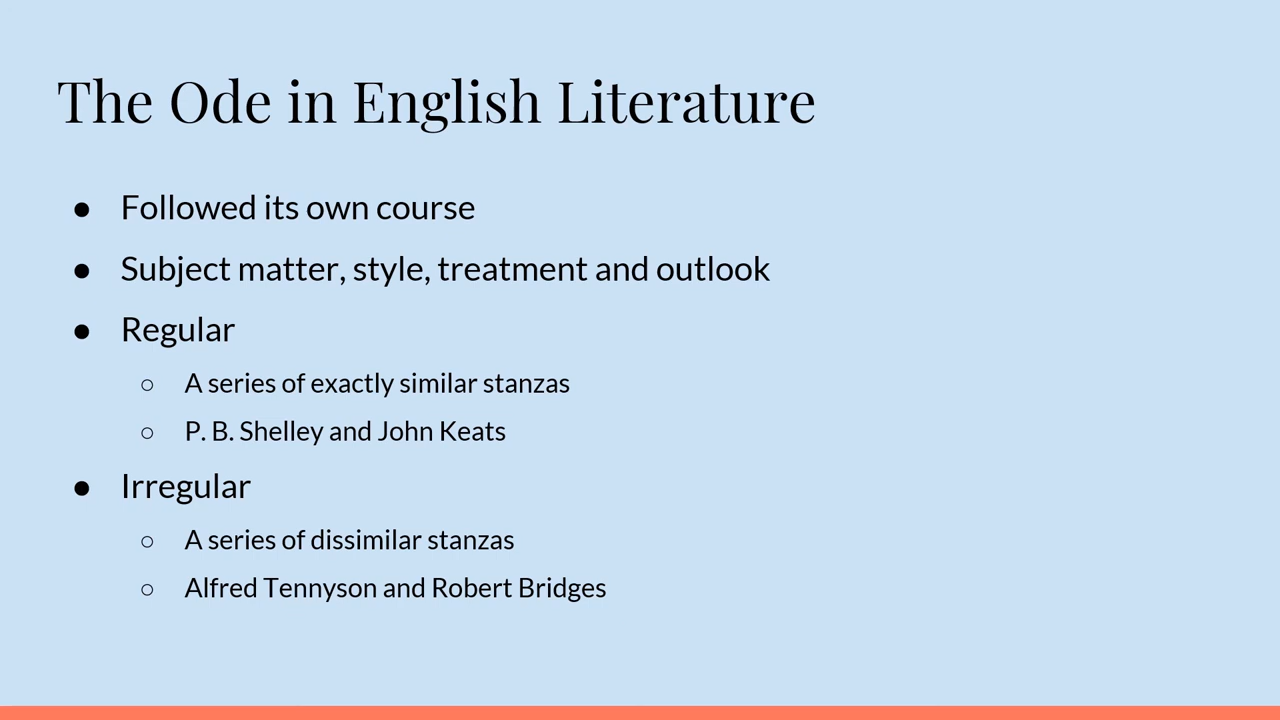 The Ode in English Literature
● Followed its own course
● Subject matter, style, treatment and outlook
● Regular
○ A series of exactly similar stanzas
○ P. B. Shelley and John Keats
● Irregular
○ A series of dissimilar stanzas
○ Alfred Tennyson and Robert Bridges